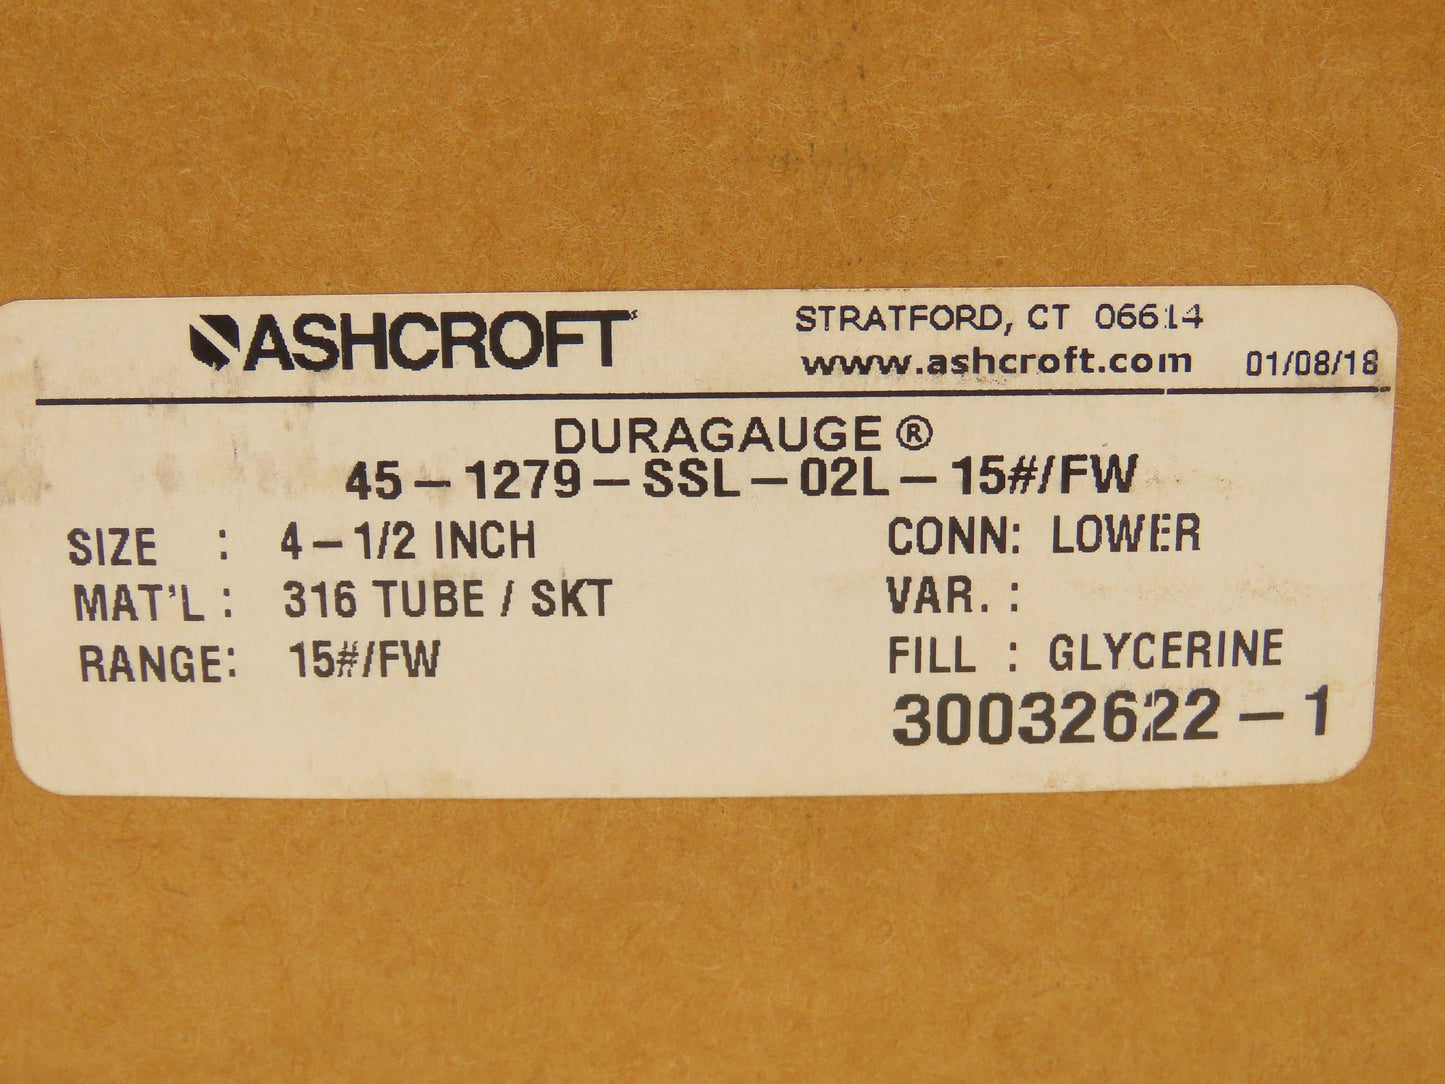 ASHCROFT STRATFORD, CT 06614
www.ashcroft.com 01/08/18
DURAGAUGE ®
45-1279-SSL-02L-15#/FW
SIZE : 4-1/2 INCH CONN: LOWER
MAT'L : 316 TUBE / SKT VAR. :
RANGE: 15#/FW FILL : GLYCERINE
30032622-1